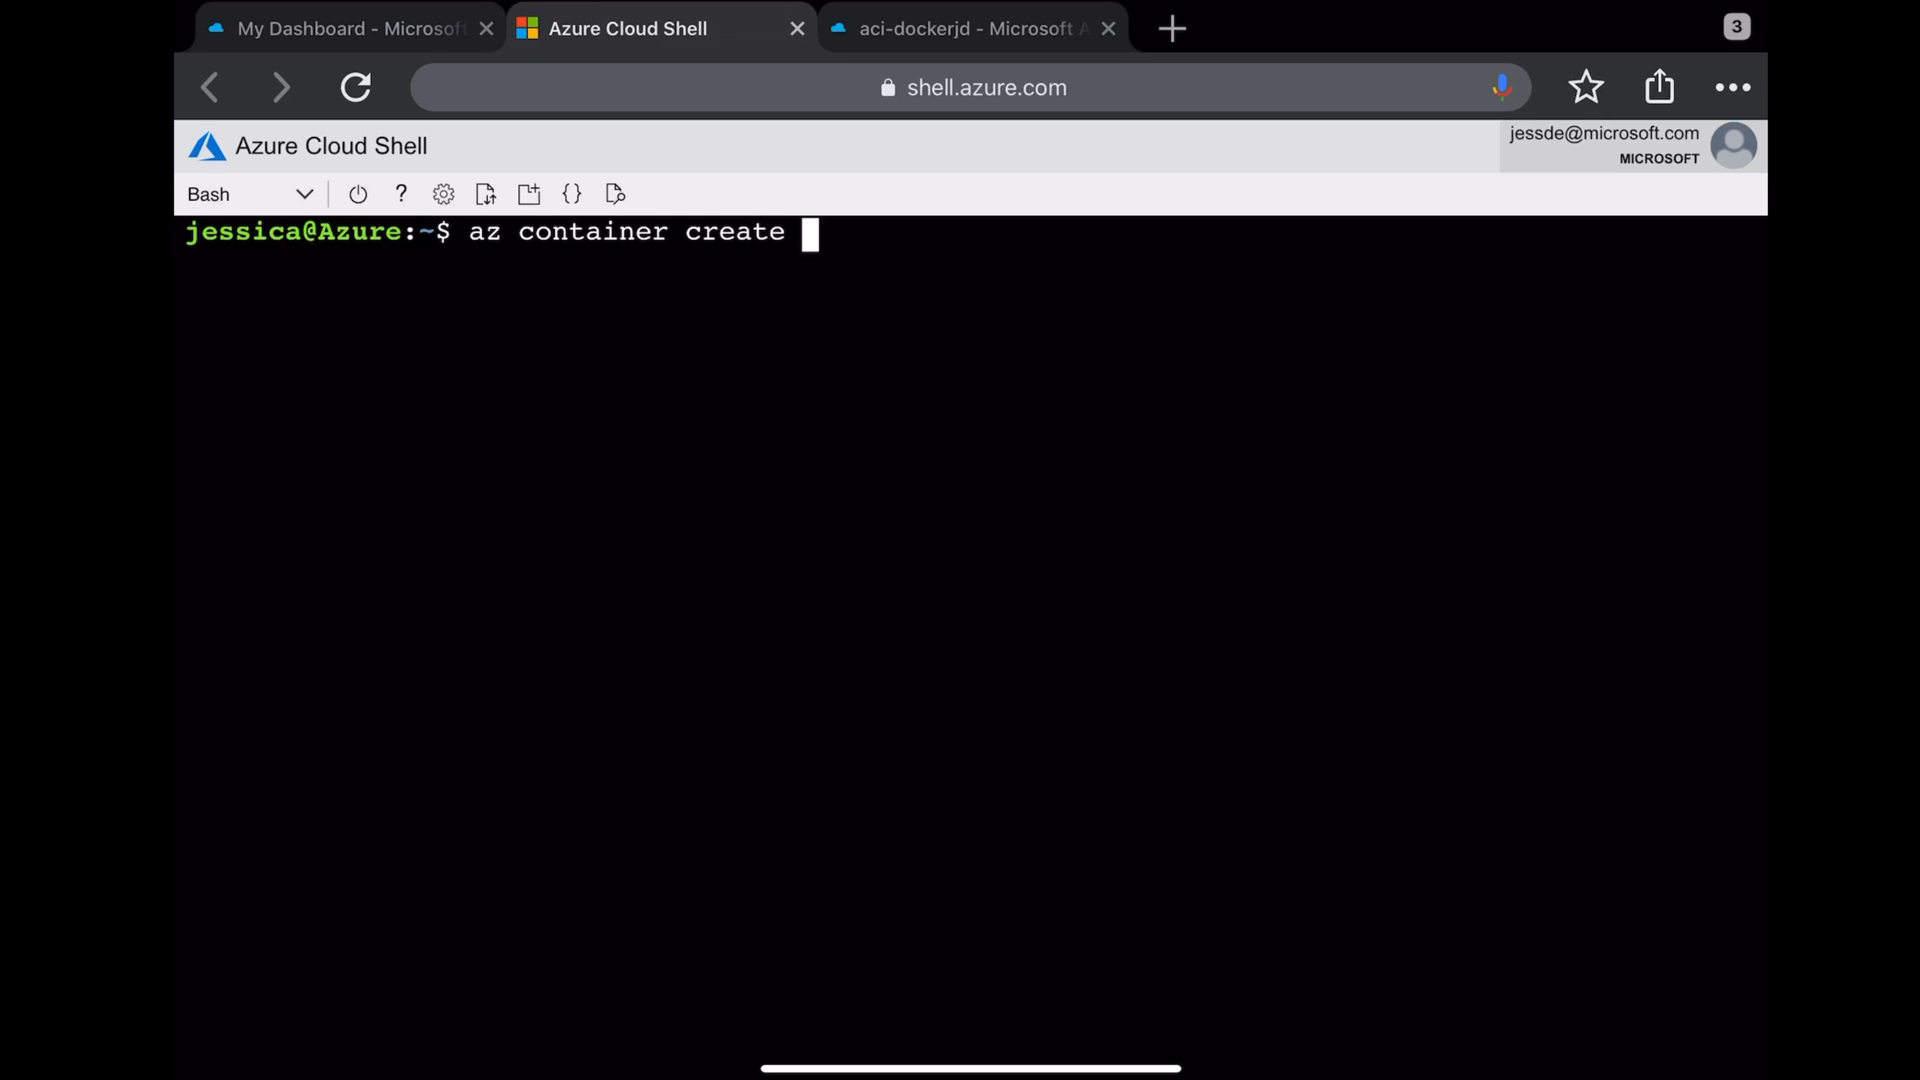 My Dashboard - Microsoft
Azure Cloud Shell
aci-dockerjd - Microsoft A
3
shell.azure.com
Azure Cloud Shell
jessde@microsoft.com
MICROSOFT
Bash
?
{}
jessica@Azure:~$ az container create